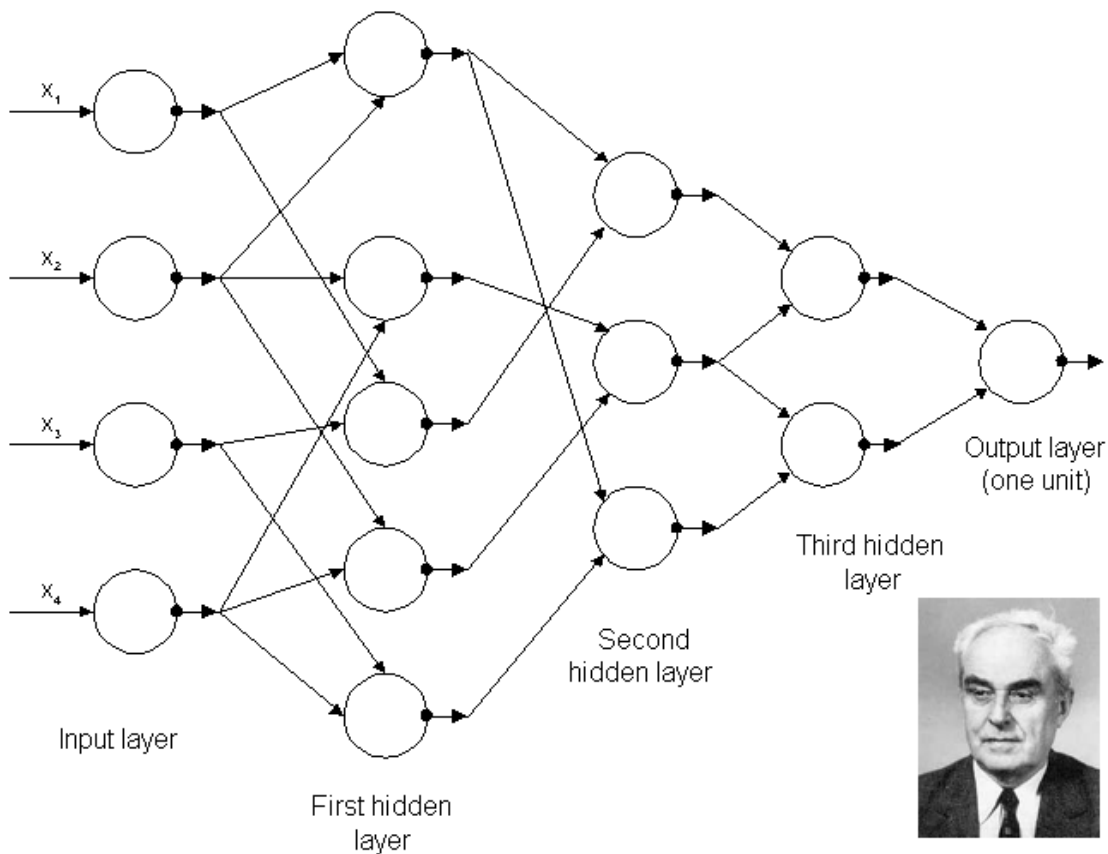 X1
X2
X3
X4
Input layer
First hidden
layer
Second
hidden layer
Third hidden
layer
Output layer
(one unit)